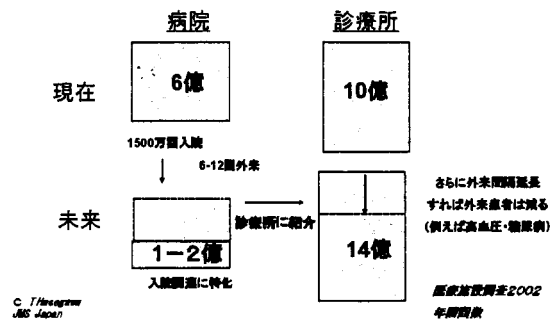 病院
診療所
現在
6億
10億
1500万回入院
6-12回外来
さらに外来間隔延長
すれば外来患者は減る
(例えば高血圧・糖尿病)
未来
診療所に紹介
1－2億
14億
入院関連に特化
医療施設調査2002
年間回数
C THasegawa
JMS Japan